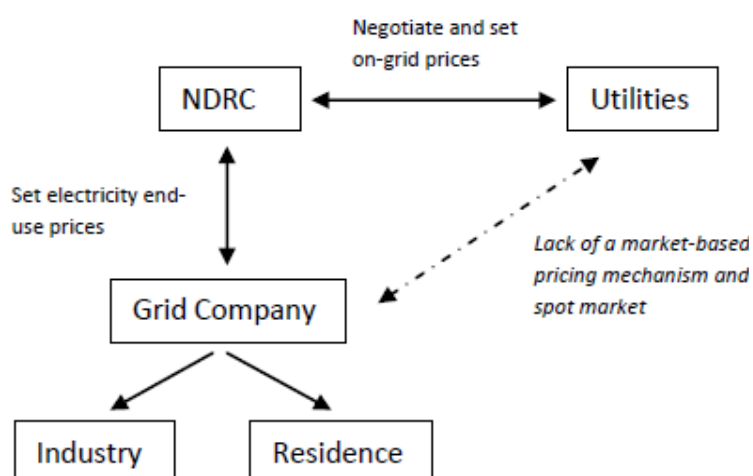 Negotiate and set
on-grid prices
NDRC
Utilities
Set electricity end-
use prices
Lack of a market-based
pricing mechanism and
spot market
Grid Company
Industry
Residence